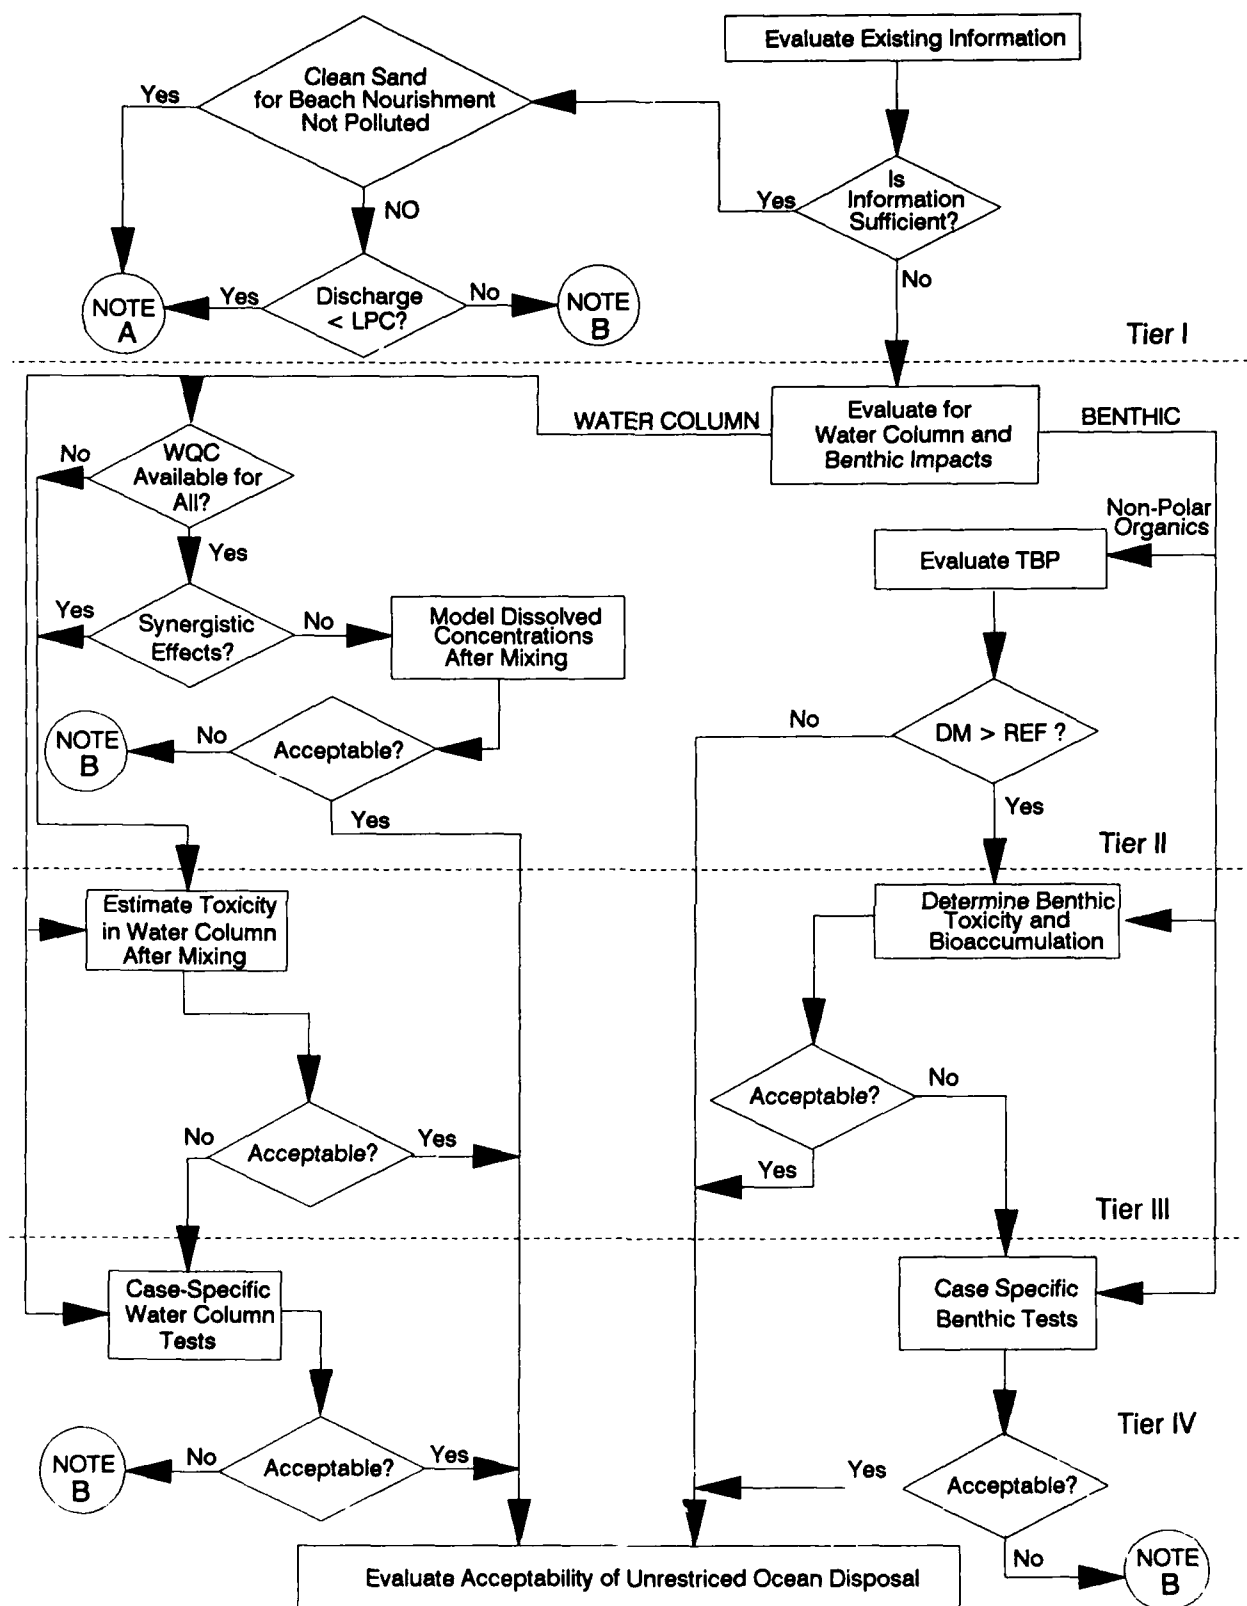 Evaluate Existing Information
Clean Sand
for Beach Nourishment
Not Polluted
Yes
Is
Information
Sufficient?
Yes
NO
No
NOTE
A
Yes
Discharge
< LPC?
No
NOTE
B
Tier I
WATER COLUMN
Evaluate for
Water Column and
Benthic Impacts
BENTHIC
No
WQC
Available for
All?
Yes
Non-Polar
Organics
Evaluate TBP
Yes
Synergistic
Effects?
No
Model Dissolved
Concentrations
After Mixing
NOTE
B
No
Acceptable?
Yes
No
DM > REF ?
Yes
Tier II
Estimate Toxicity
in Water Column
After Mixing
Determine Benthic
Toxicity and
Bioaccumulation
No
Acceptable?
Yes
Acceptable?
No
Yes
Tier III
Case-Specific
Water Column
Tests
Case Specific
Benthic Tests
Tier IV
NOTE
B
No
Acceptable?
Yes
Yes
Acceptable?
No
NOTE
B
Evaluate Acceptability of Unrestriced Ocean Disposal